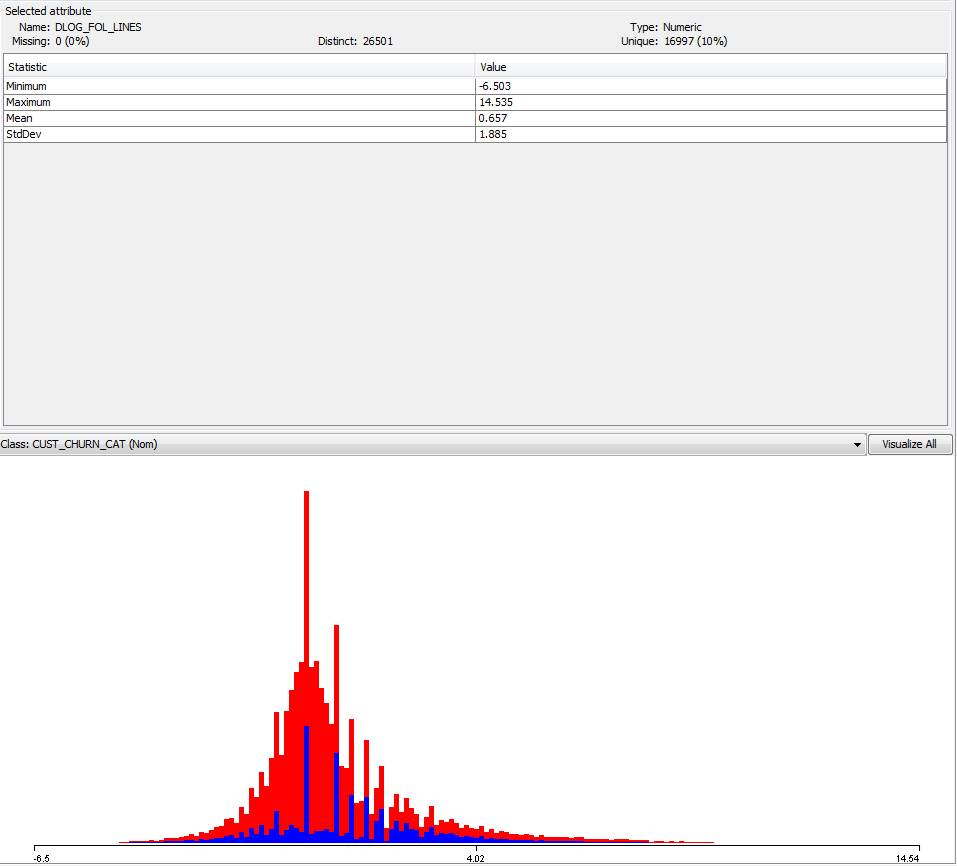 Selected attribute
Name: DLOG_FOL_LINES Type: Numeric
Missing: 0 (0%) Distinct: 26501 Unique: 16997 (10%)
Statistic Value
Minimum -6.503
Maximum 14.535
Mean 0.657
StdDev 1.885
Class: CUST_CHURN_CAT (Nom) Visualize All
-6.5 4.02 14.54